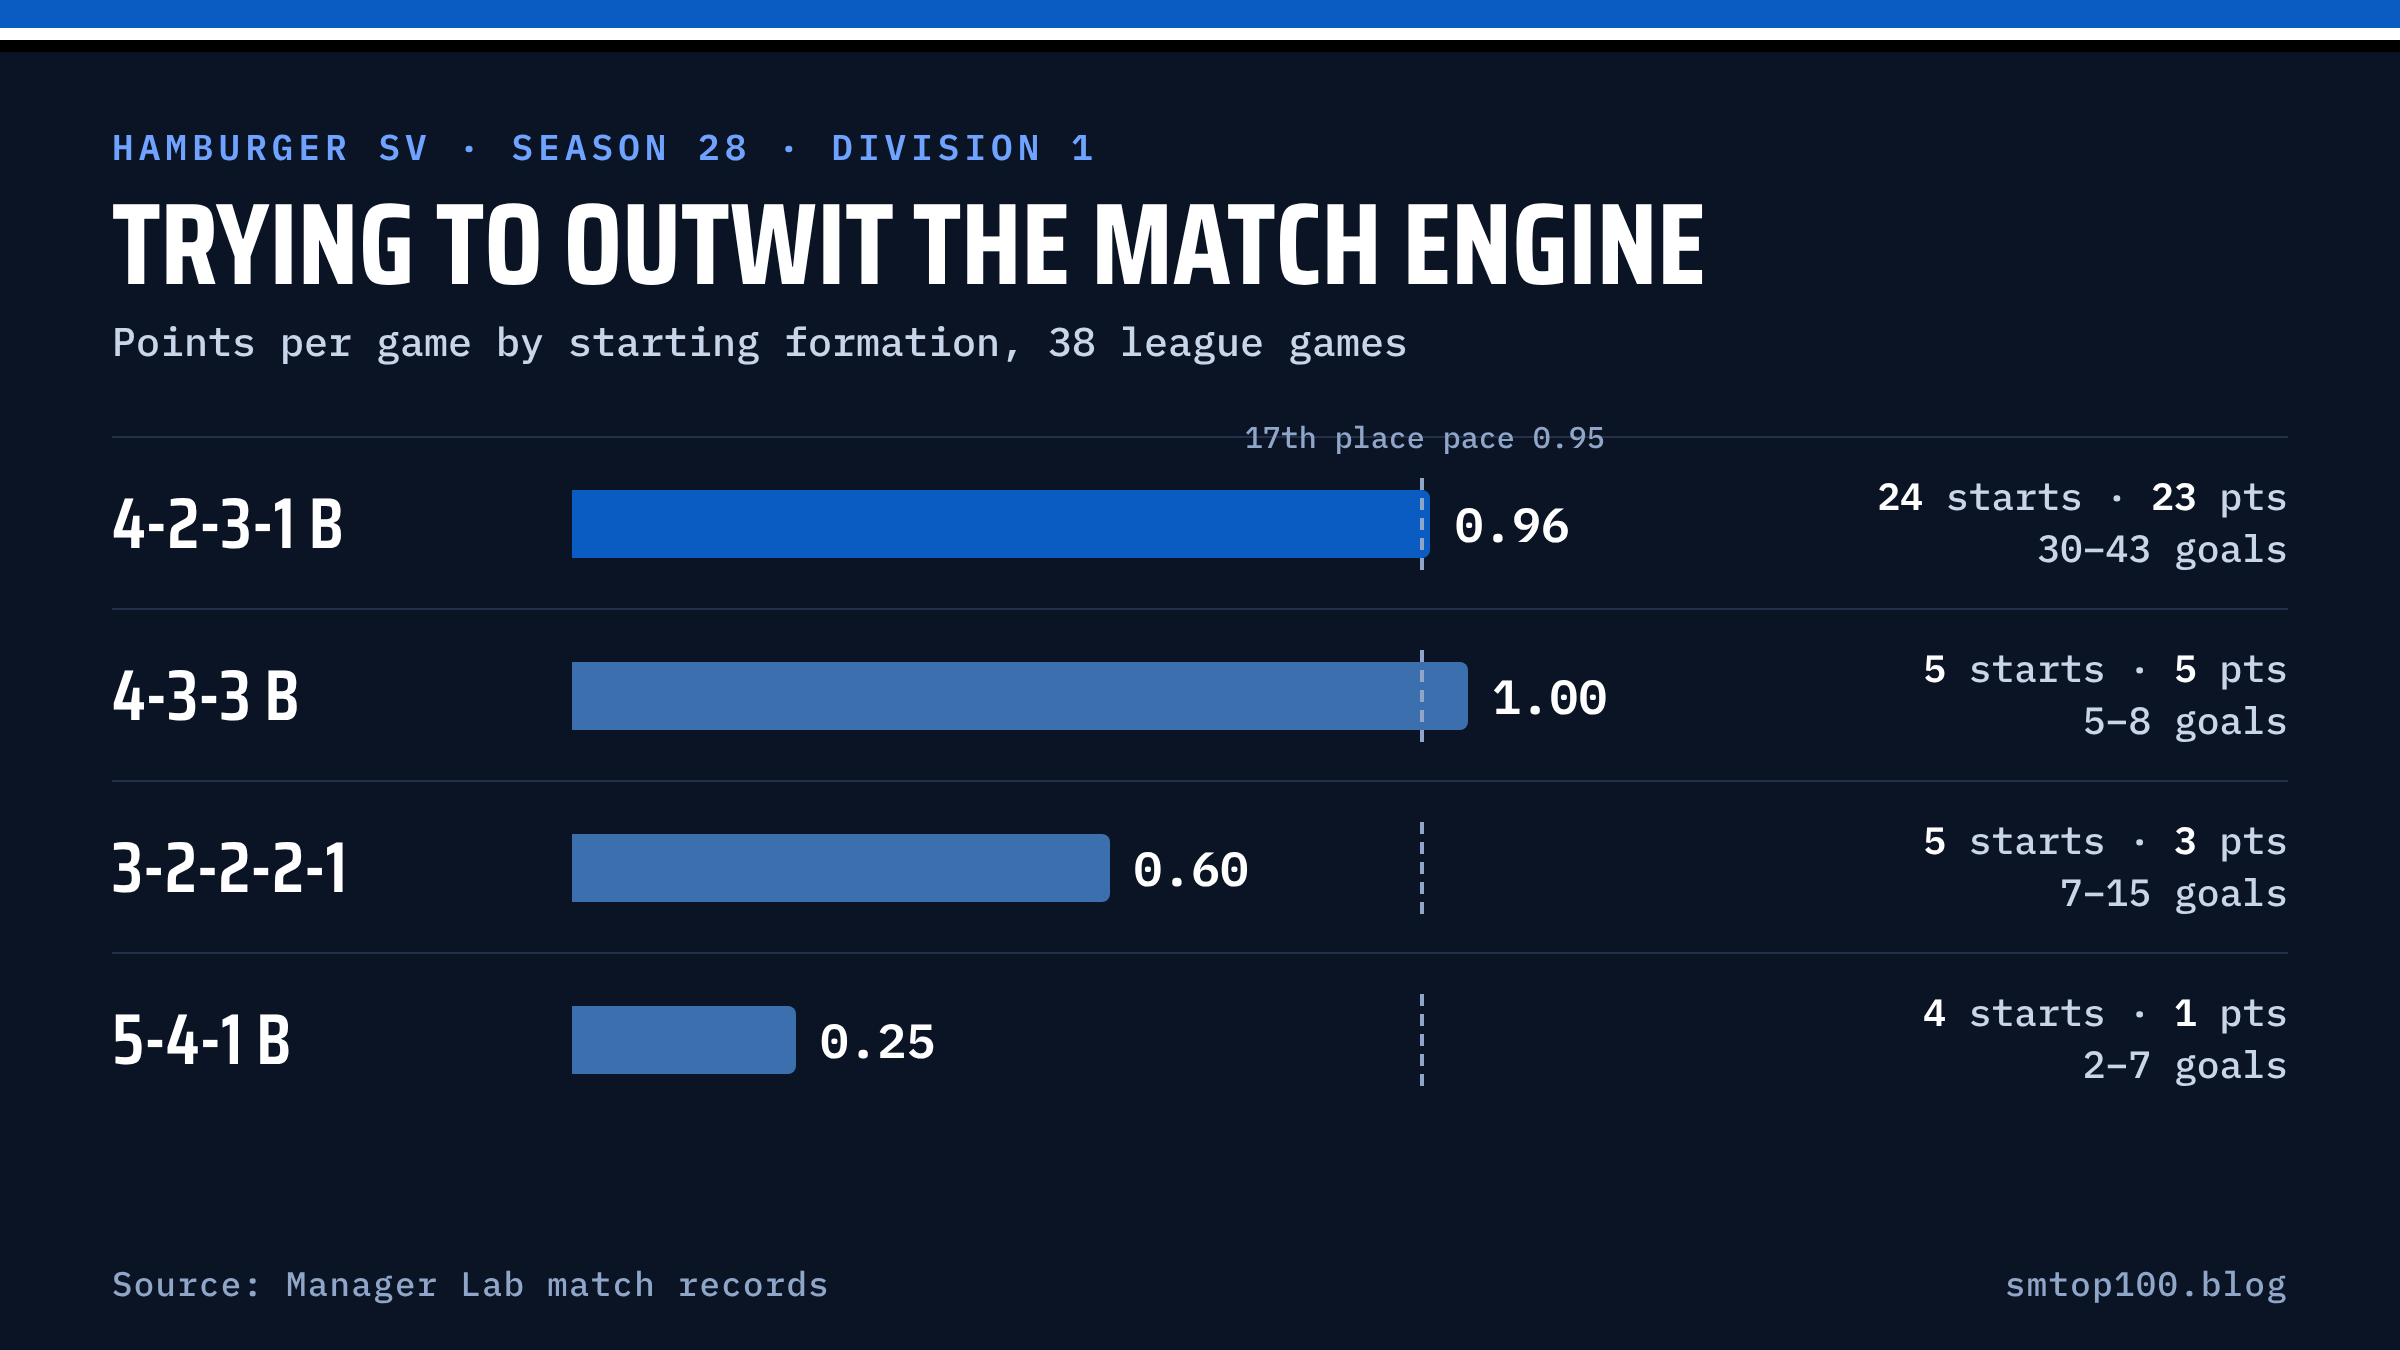 HAMBURGER SV · SEASON 28 · DIVISION 1
TRYING TO OUTWIT THE MATCH ENGINE
Points per game by starting formation, 38 league games
17th place pace 0.95
4-2-3-1 B
0.96
24 starts · 23 pts
30–43 goals
4-3-3 B
1.00
5 starts · 5 pts
5–8 goals
3-2-2-2-1
0.60
5 starts · 3 pts
7–15 goals
5-4-1 B
0.25
4 starts · 1 pts
2–7 goals
Source: Manager Lab match records
smtop100.blog